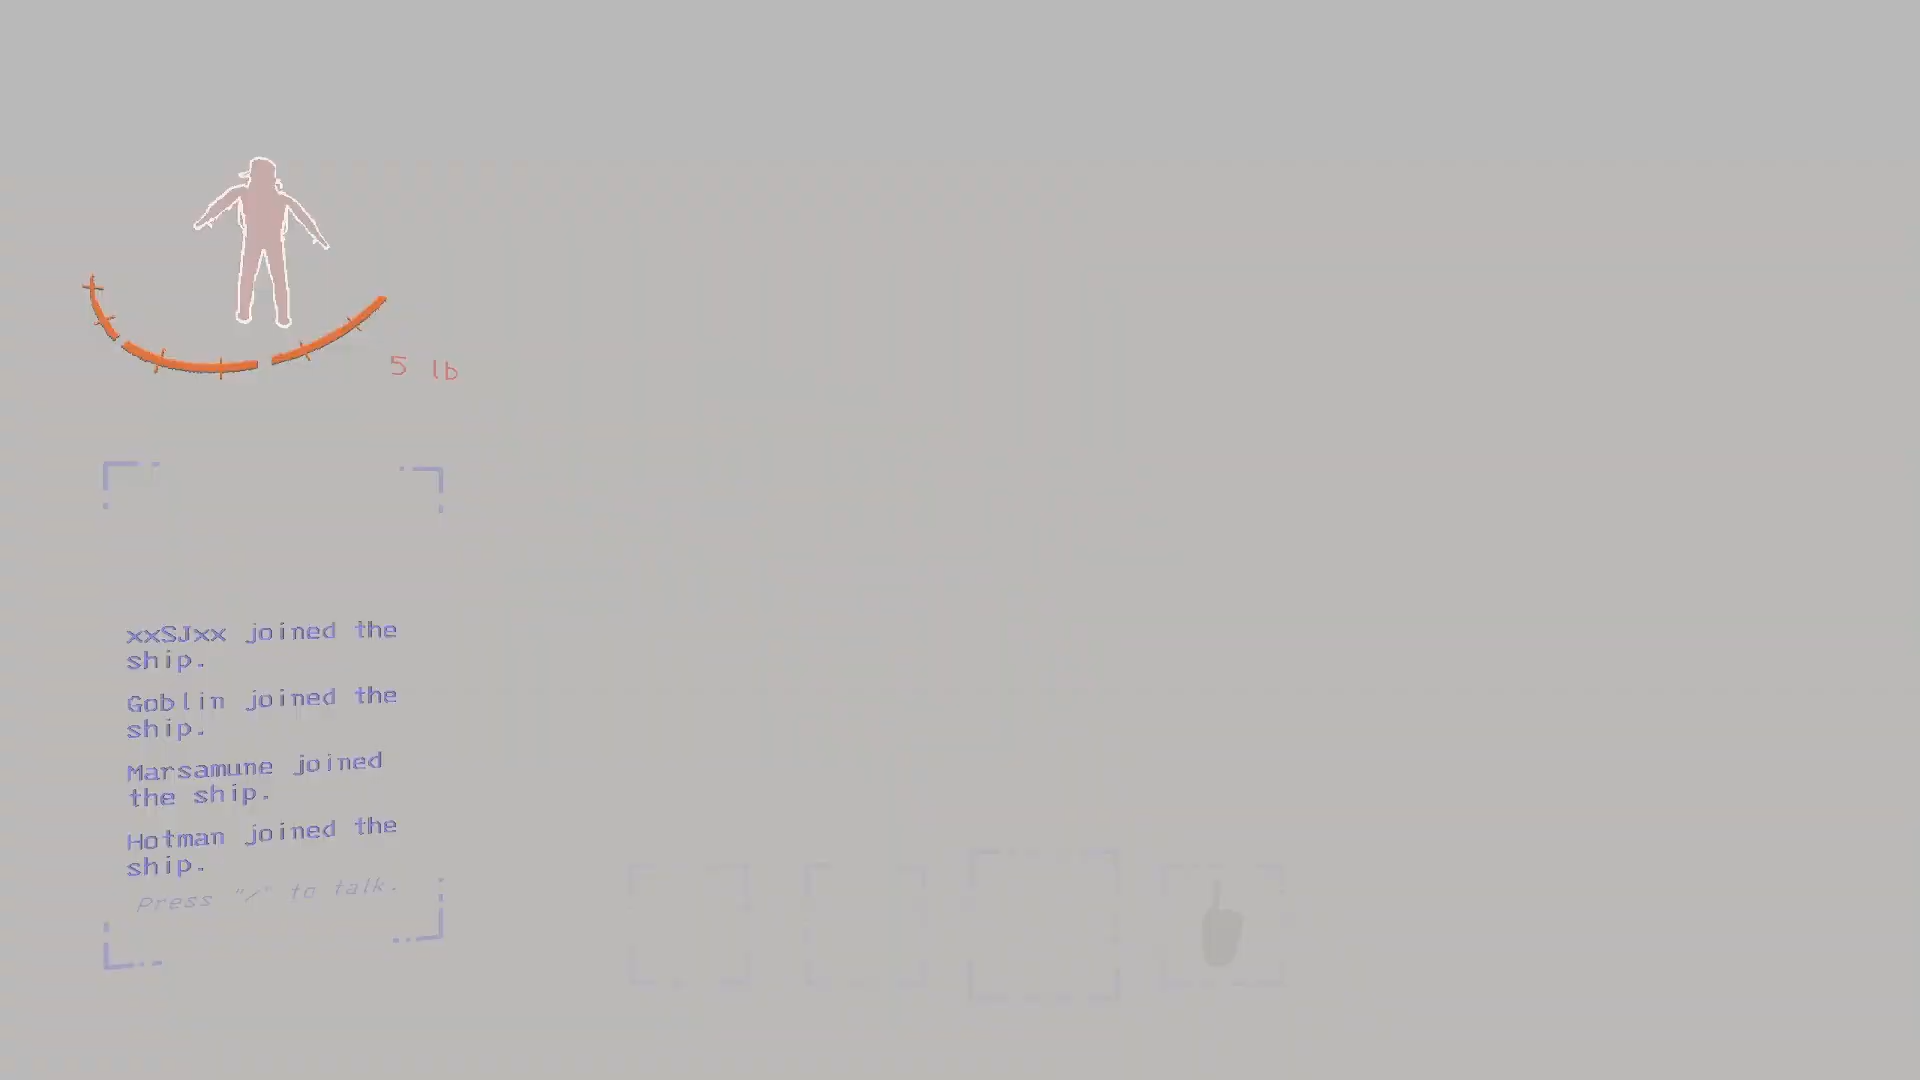 5 lb
xxSJxx joined the
ship.
Goblin joined the
ship.
Marsamune joined
the ship.
Hotman joined the
ship.
Press "/" to talk.